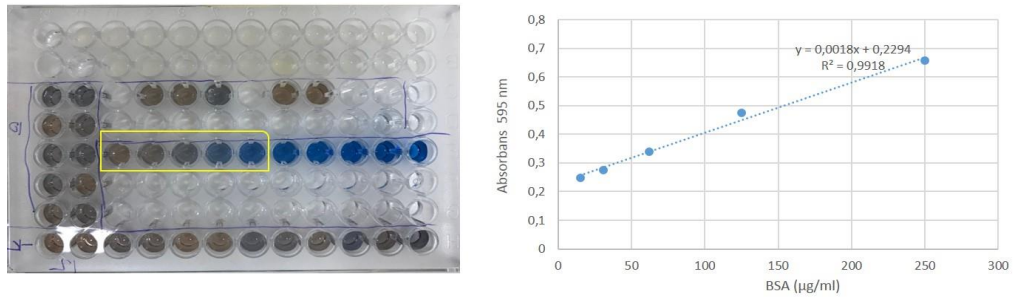 0,8
0,7
0,6
0,5
0,4
0,3
0,2
0,1
0
0 50 100 150 200 250 300
Absorbans 595 nm
BSA (µg/ml)
y = 0,0018x + 0,2294
R² = 0,9918